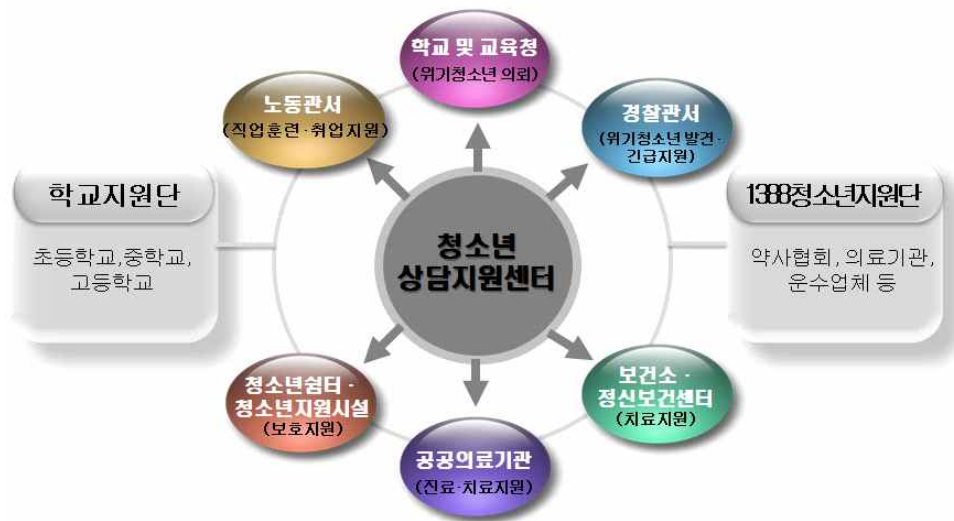 학교 및 교육청
(위기청소년 의뢰)
노동관서
(직업훈련·취업지원)
경찰관서
(위기청소년 발견·
긴급지원)
학교지원단
초등학교,중학교,
고등학교
청소년
상담지원센터
1388청소년지원단
약사협회, 의료기관,
운수업체 등
청소년쉼터·
청소년지원시설
(보호지원)
보건소·
정신보건센터
(치료지원)
공공의료기관
(진료·치료지원)